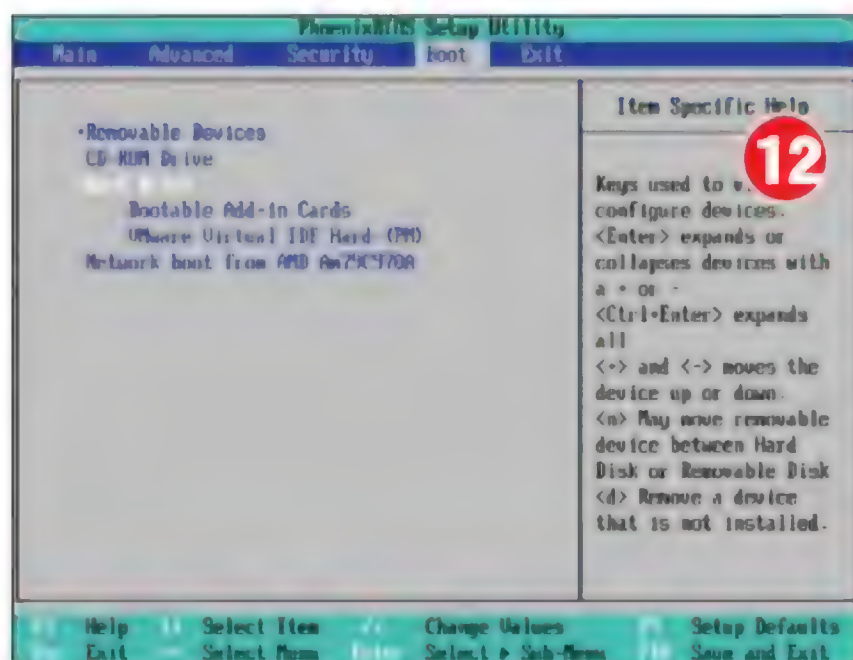 PhoenixBIOS Setup Utility
Main Advanced Security Boot Exit
Item Specific Help
12
+Removable Devices
CD-ROM Drive
Bootable Add-in Cards
VMware Virtual IDE Hard (PM)
Network boot from AMD Am79C970A
Keys used to
configure devices.
<Enter> expands or
collapses devices with
a + or -
<Ctrl+Enter> expands
all
<+> and <-> moves the
device up or down.
<n> May move removable
device between Hard
Disk or Removable Disk
<d> Remove a device
that is not installed.
Help Select Item Change Values Setup Defaults
Exit Select Menu Select ▶ Sub-Menu Save and Exit